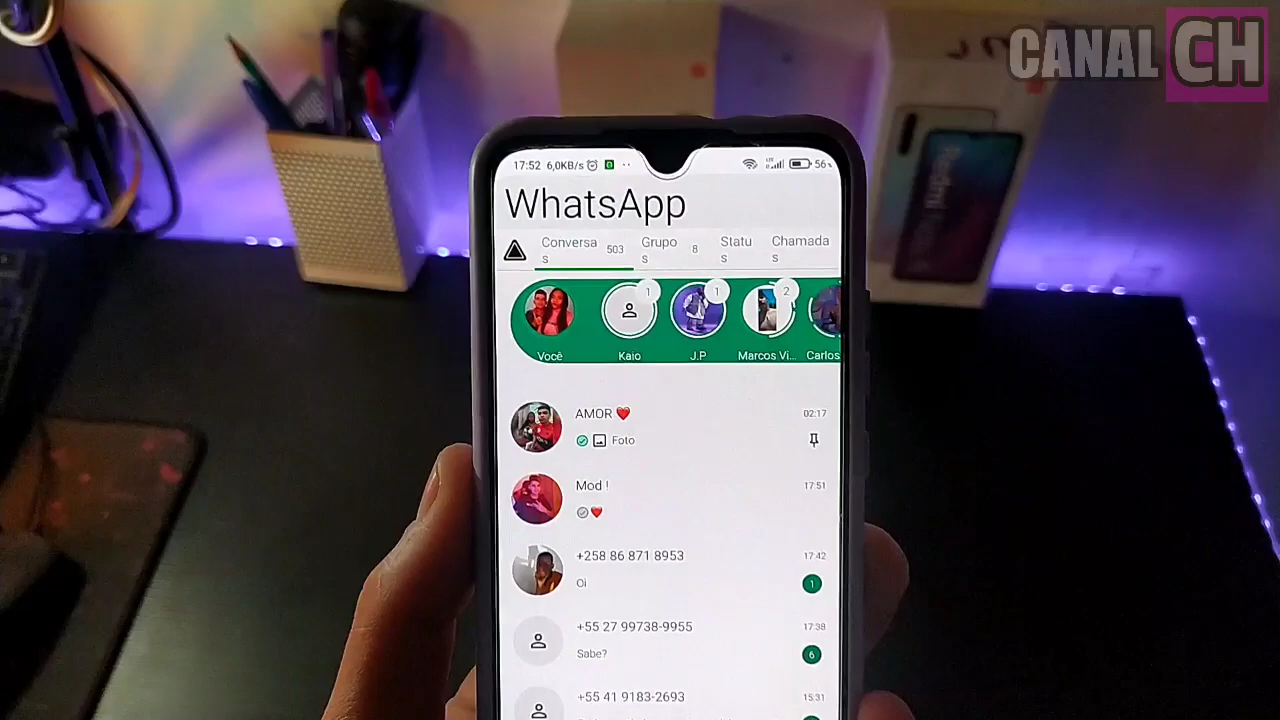 CANAL CH
17:52 6,0KB/s 56%
WhatsApp
Conversa
s
503
Grupo
s
8
Statu
s
Chamada
s
1
1
2
Você
Kaio
J.P
Marcos Vi...
Carlos
AMOR ❤️ 02:17
Foto
Mod ! 17:51
❤️
+258 86 871 8953 17:42
Oi 1
+55 27 99738-9955 17:38
Sabe? 6
+55 41 9183-2693 15:31
Redmi